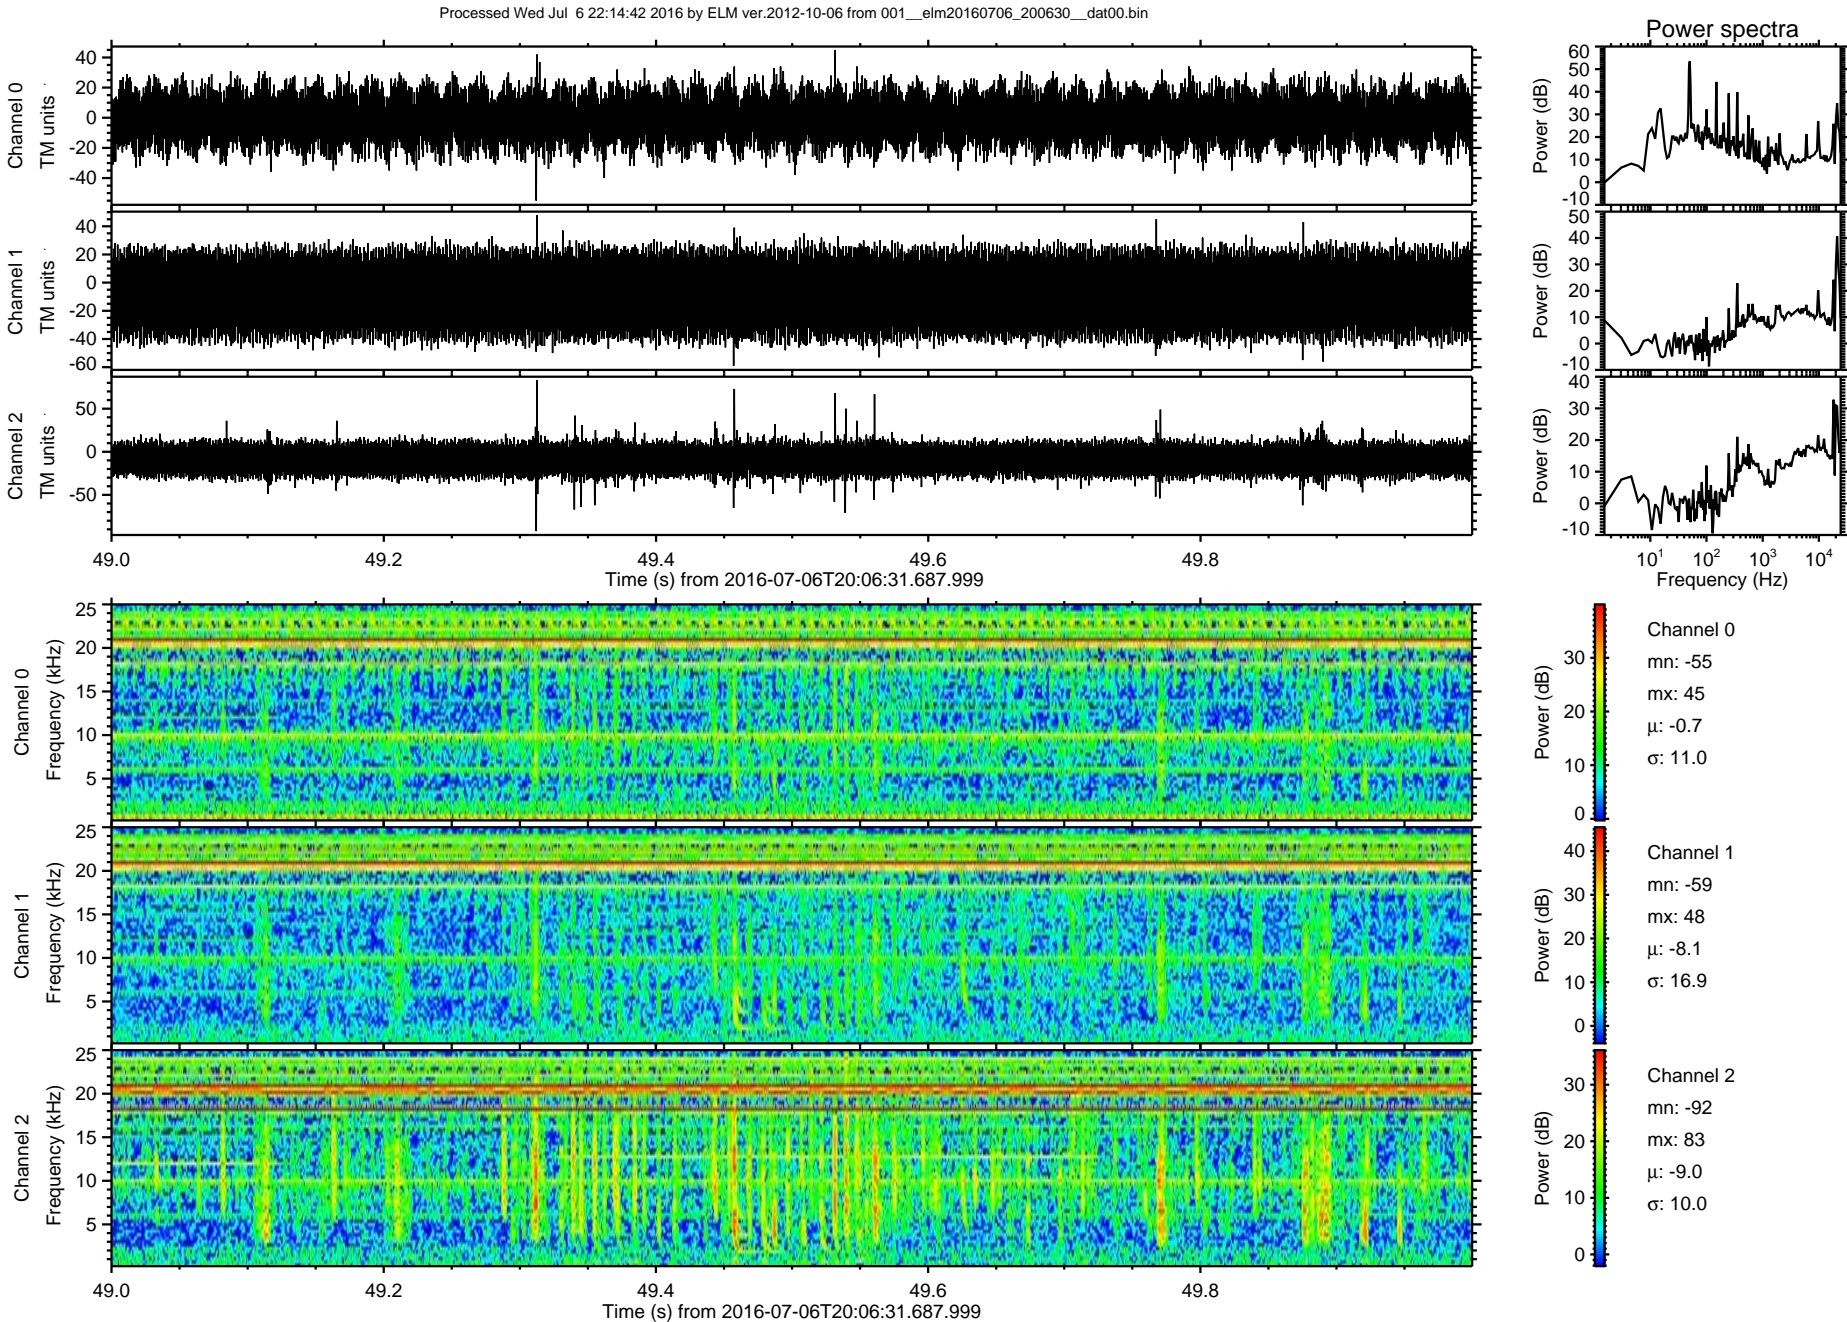 Processed Wed Jul  6 22:14:42 2016 by ELM ver.2012-10-06 from 001__elm20160706_200630__dat00.bin
Power spectra
Channel 0
TM units
40
20
0
-20
-40
Power (dB)
60
50
40
30
20
10
0
-10
Channel 1
TM units
40
20
0
-20
-40
-60
Power (dB)
50
40
30
20
10
0
-10
Channel 2
TM units
50
0
-50
Power (dB)
40
30
20
10
0
-10
49.0 49.2 49.4 49.6 49.8
Time (s) from 2016-07-06T20:06:31.687.999
10^1 10^2 10^3 10^4
Frequency (Hz)
Channel 0
Frequency (kHz)
25
20
15
10
5
Power (dB)
30
20
10
0
Channel 0
mn: -55
mx: 45
μ: -0.7
σ: 11.0
Channel 1
Frequency (kHz)
25
20
15
10
5
Power (dB)
40
30
20
10
0
Channel 1
mn: -59
mx: 48
μ: -8.1
σ: 16.9
Channel 2
Frequency (kHz)
25
20
15
10
5
Power (dB)
30
20
10
0
Channel 2
mn: -92
mx: 83
μ: -9.0
σ: 10.0
49.0 49.2 49.4 49.6 49.8
Time (s) from 2016-07-06T20:06:31.687.999